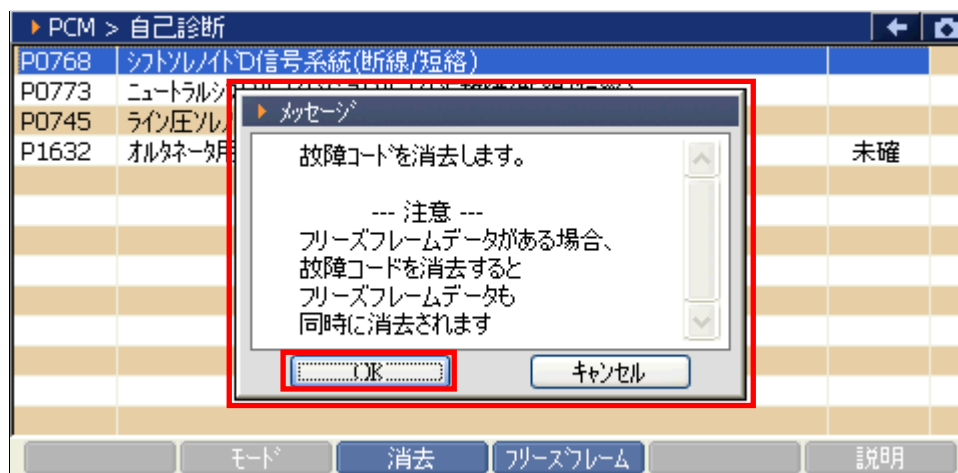 PCM > 自己診断
P0768 シフトソレノイドD信号系統(断線/短絡)
P0773 ニュートラルシ
P0745 ライン圧ソレノ
P1632 オルタネータ用 未確
メッセージ
故障コードを消去します。
--- 注意 ---
フリーズフレームデータがある場合、
故障コードを消去すると
フリーズフレームデータも
同時に消去されます
OK キャンセル
モード 消去 フリーズフレーム 説明